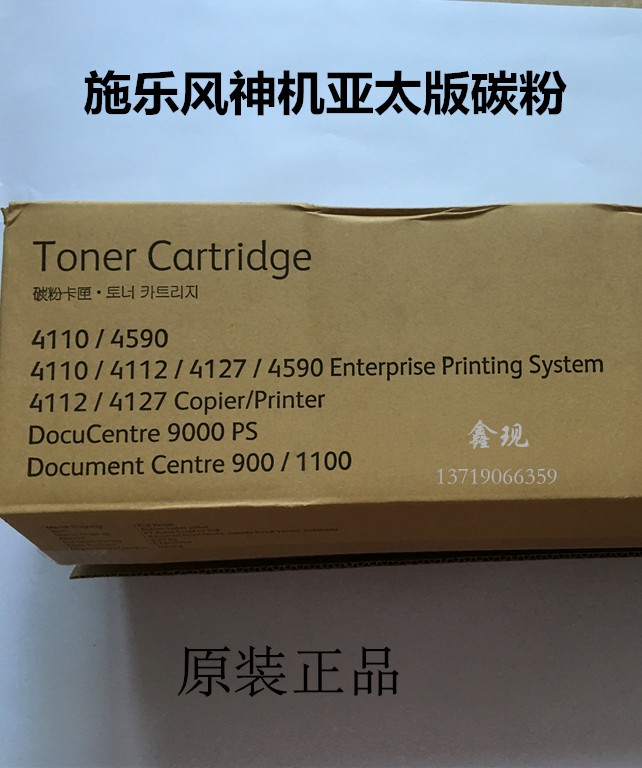 施乐风神机亚太版碳粉
Toner Cartridge
碳粉卡匣・토너 카트리지
4110 / 4590
4110 / 4112 / 4127 / 4590 Enterprise Printing System
4112 / 4127 Copier/Printer
DocuCentre 9000 PS
Document Centre 900 / 1100
鑫现
13719066359
原装正品